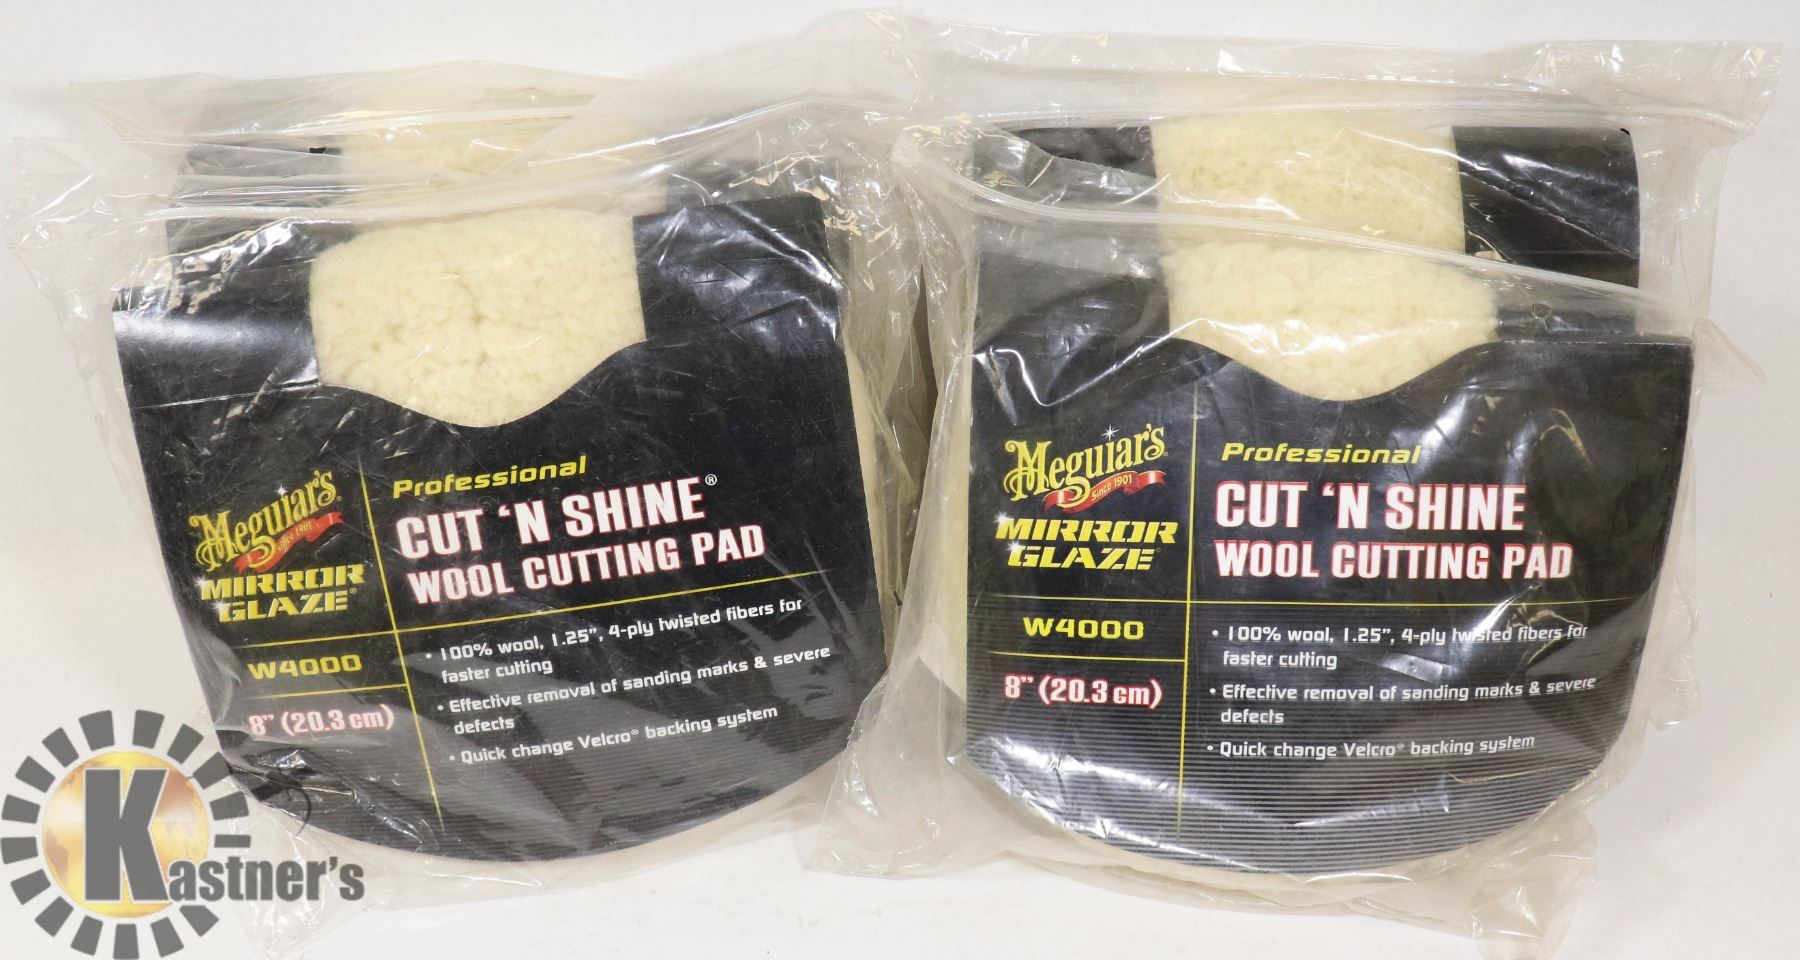 Meguiar's
since 1901
MIRROR
GLAZE®
W4000
8" (20.3 cm)
Professional
CUT 'N SHINE®
WOOL CUTTING PAD
• 100% wool, 1.25", 4-ply twisted fibers for
faster cutting
• Effective removal of sanding marks & severe
defects
• Quick change Velcro® backing system
Meguiar's
Since 1901
MIRROR
GLAZE
W4000
8" (20.3 cm)
Professional
CUT 'N SHINE
WOOL CUTTING PAD
• 100% wool, 1.25", 4-ply twisted fibers for
faster cutting
• Effective removal of sanding marks & severe
defects
• Quick change Velcro® backing system
Kastner's